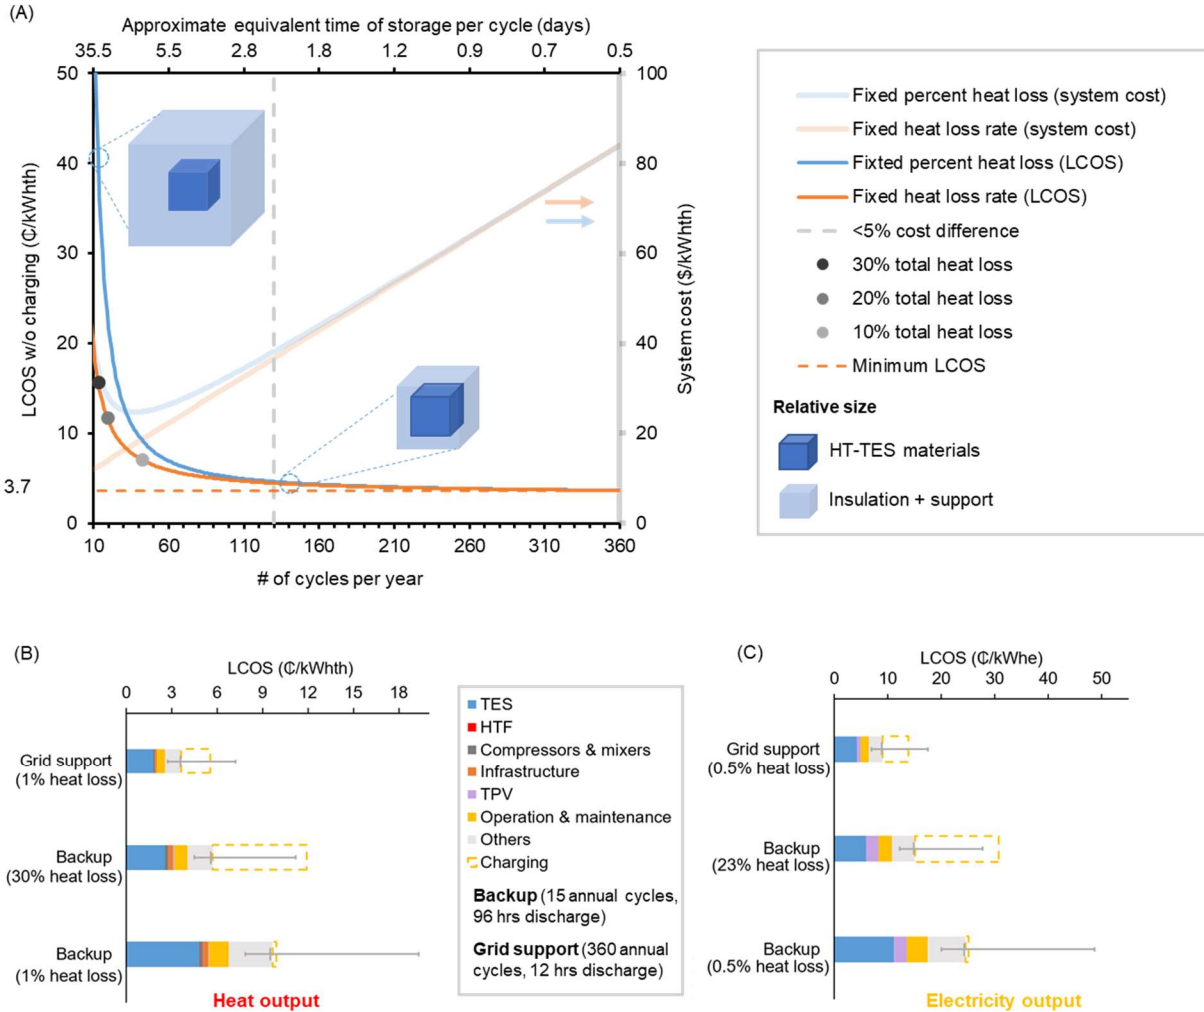 (A)
Approximate equivalent time of storage per cycle (days)
35.5 5.5 2.8 1.8 1.2 0.9 0.7 0.5
50 100
40 80
30 60
20 40
10 20
3.7
0 0
LCOS w/o charging (₵/kWhth)
System cost ($/kWhth)
10 60 110 160 210 260 310 360
# of cycles per year
Fixed percent heat loss (system cost)
Fixed heat loss rate (system cost)
Fixted percent heat loss (LCOS)
Fixed heat loss rate (LCOS)
<5% cost difference
30% total heat loss
20% total heat loss
10% total heat loss
Minimum LCOS
Relative size
HT-TES materials
Insulation + support
(B)
LCOS (₵/kWhth)
0 3 6 9 12 15 18
Grid support
(1% heat loss)
Backup
(30% heat loss)
Backup
(1% heat loss)
Heat output
TES
HTF
Compressors & mixers
Infrastructure
TPV
Operation & maintenance
Others
Charging
Backup (15 annual cycles,
96 hrs discharge)
Grid support (360 annual
cycles, 12 hrs discharge)
(C)
LCOS (₵/kWhe)
0 10 20 30 40 50
Grid support
(0.5% heat loss)
Backup
(23% heat loss)
Backup
(0.5% heat loss)
Electricity output